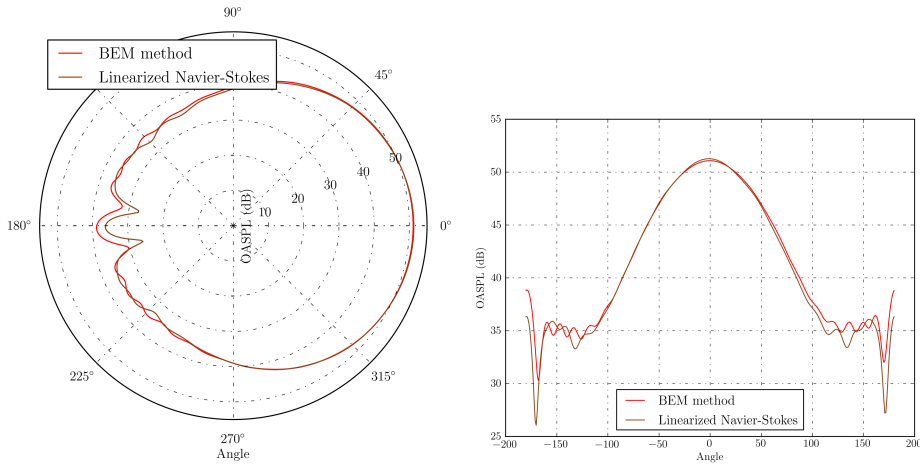 90°
BEM method
Linearized Navier-Stokes
45°
50
40
30
20
10
OASPL (dB)
180°
0°
225°
315°
270°
Angle
55
50
45
40
35
30
25
OASPL (dB)
BEM method
Linearized Navier-Stokes
−200 −150 −100 −50 0 50 100 150 200
Angle